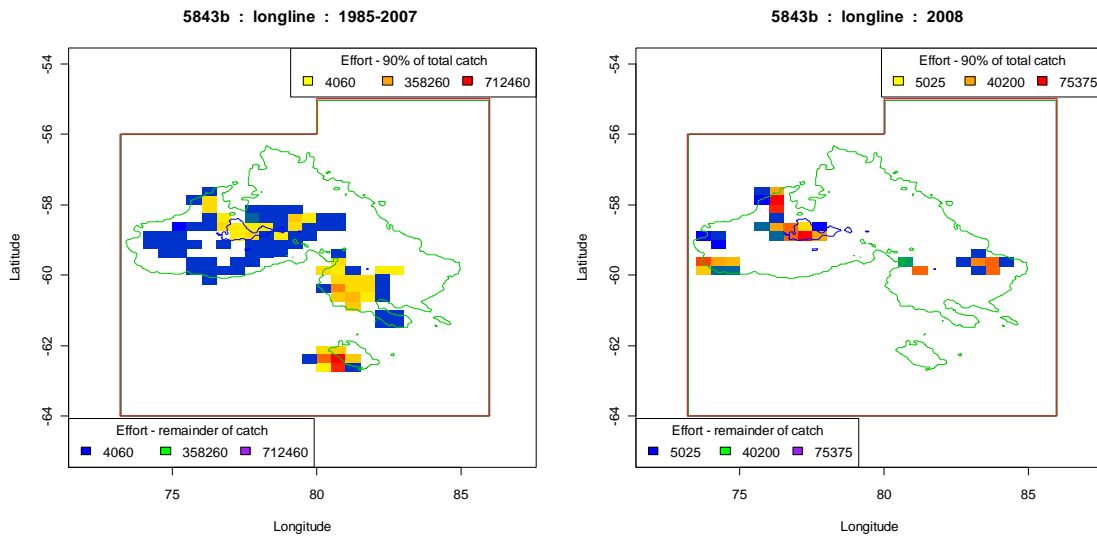 5843b : longline : 1985-2007
Effort - 90% of total catch
4060 358260 712460
-54
-56
-58
-60
-62
-64
Latitude
Effort - remainder of catch
4060 358260 712460
75 80 85
Longitude
5843b : longline : 2008
Effort - 90% of total catch
5025 40200 75375
-54
-56
-58
-60
-62
-64
Latitude
Effort - remainder of catch
5025 40200 75375
75 80 85
Longitude